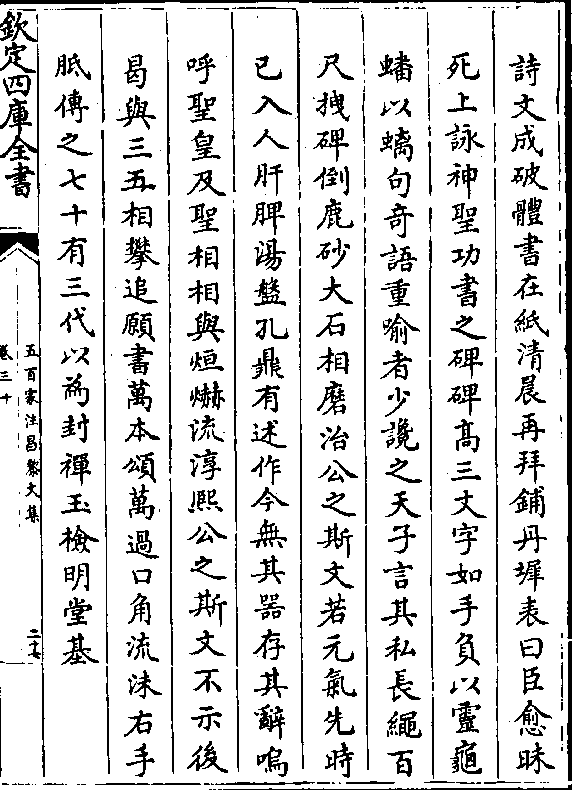 詩文成破體書在紙清晨再拜鋪丹墀表曰臣愈昧
死上詠神聖功書之碑碑髙三丈字如手負以靈龜
蟠以螭句竒語重喻者少讒之天子言其私長繩百
尺拽碑倒麄砂大石相磨治公之斯文若元氣先時
已入人肝脾湯盤孔鼎有述作今無其器存其辭嗚
呼聖皇及聖相相與烜爀流淳熙公之斯文不示後
曷與三五相攀追願書萬本頌萬過口角流沫右手
胝傳之七十有三代以為封禪玉檢明堂基
欽定四庫全書
五百家注昌黎文集
卷三十